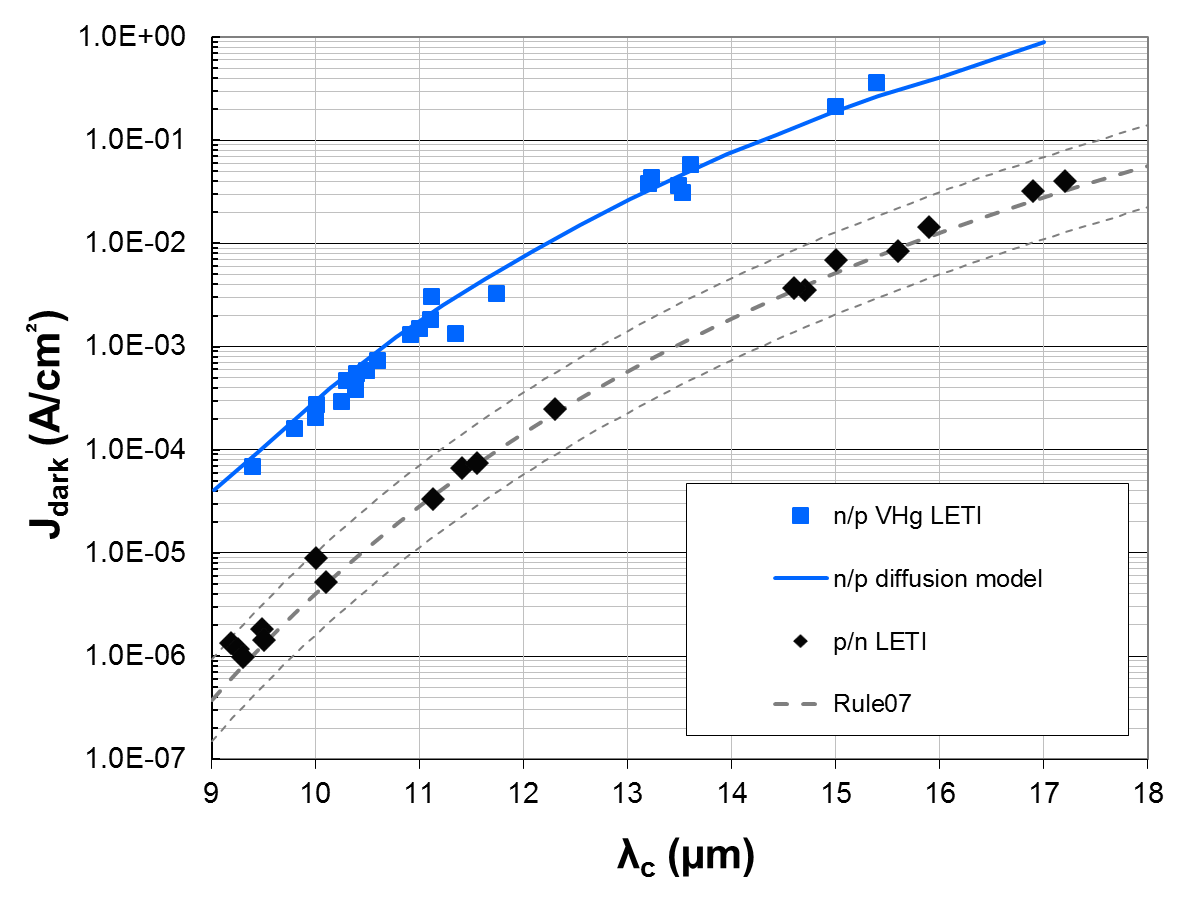 1.0E+00
1.0E-01
1.0E-02
1.0E-03
1.0E-04
1.0E-05
1.0E-06
1.0E-07
J_dark (A/cm²)
n/p VHg LETI
n/p diffusion model
p/n LETI
Rule07
9 10 11 12 13 14 15 16 17 18
λ_c (μm)